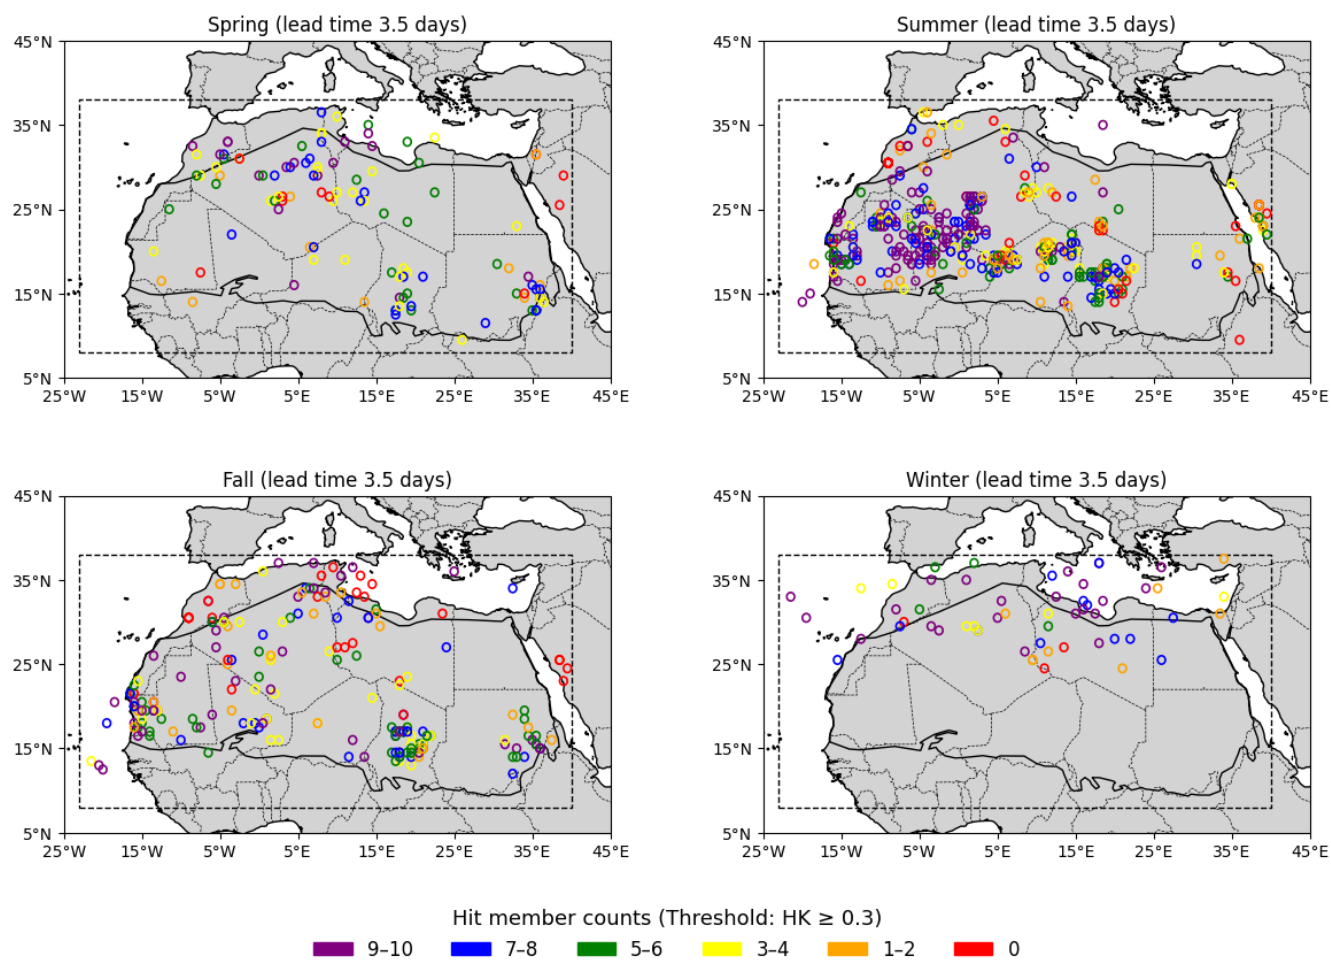 Spring (lead time 3.5 days)
Summer (lead time 3.5 days)
45°N
35°N
25°N
15°N
5°N
25°W 15°W 5°W 5°E 15°E 25°E 35°E 45°E
45°N
35°N
25°N
15°N
5°N
25°W 15°W 5°W 5°E 15°E 25°E 35°E 45°E
Fall (lead time 3.5 days)
Winter (lead time 3.5 days)
45°N
35°N
25°N
15°N
5°N
25°W 15°W 5°W 5°E 15°E 25°E 35°E 45°E
45°N
35°N
25°N
15°N
5°N
25°W 15°W 5°W 5°E 15°E 25°E 35°E 45°E
Hit member counts (Threshold: HK ≥ 0.3)
9–10 7–8 5–6 3–4 1–2 0